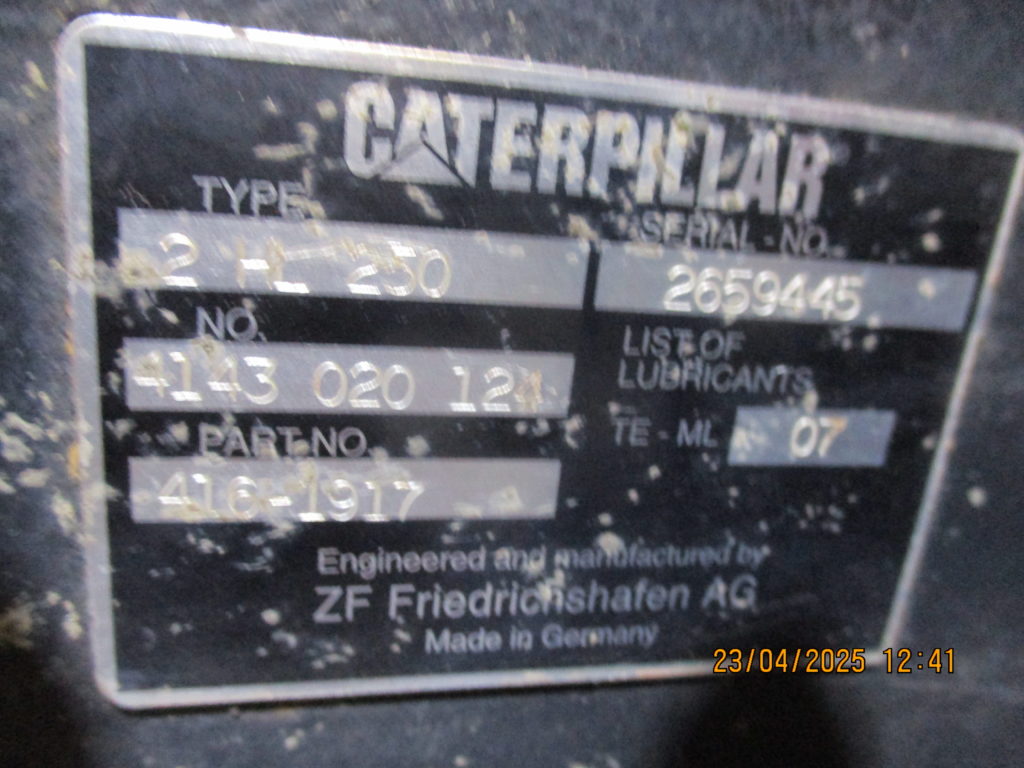 CATERPILLAR
TYPE
2 HL 250
SERIAL - NO.
2659445
NO.
4143 020 124
LIST OF
LUBRICANTS
TE - ML 07
PART NO.
416-1917
Engineered and manufactured by
ZF Friedrichshafen AG
Made in Germany
23/04/2025 12:41